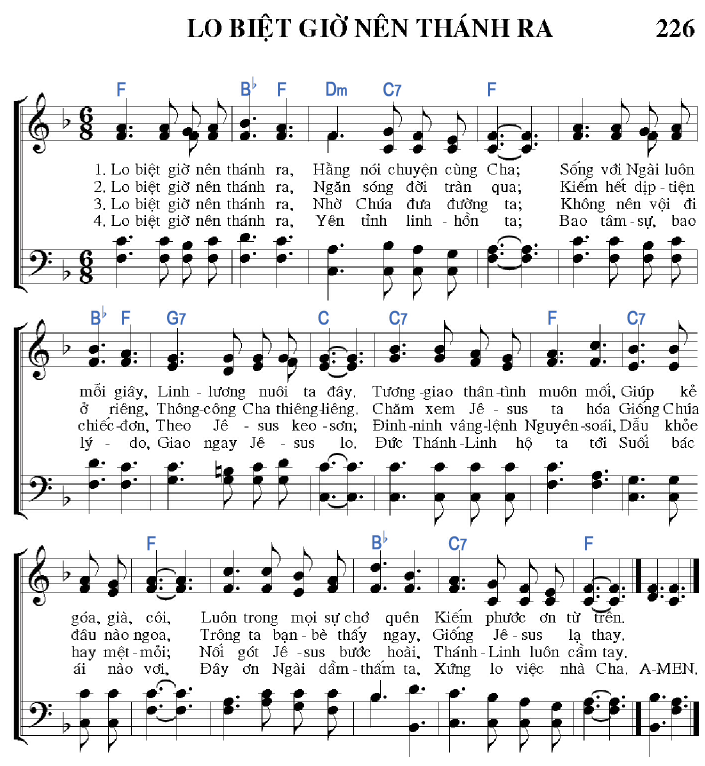 LO BIỆT GIỜ NÊN THÁNH RA 226
F B♭ F Dm C7 F
6 8
1. Lo biệt giờ nên thánh ra, Hằng nói chuyện cùng Cha; Sống với Ngài luôn
2. Lo biệt giờ nên thánh ra, Ngăn sóng đời tràn qua; Kiếm hết dịp-tiện
3. Lo biệt giờ nên thánh ra, Nhờ Chúa đưa đường ta; Không nên vội đi
4. Lo biệt giờ nên thánh ra, Yên tỉnh linh-hồn ta; Bao tâm-sự, bao
6 8
B♭ F G7 C C7 F C7
mỗi giây, Linh-lương nuôi ta đây. Tương-giao thân-tình muôn mối, Giúp kẻ
ở riêng, Thông-công Cha thiêng-liêng. Chăm xem Jê-sus ta hóa Giống Chúa
chiếc-đơn, Theo Jê-sus keo-sơn; Đinh-ninh vâng-lệnh Nguyên-soái, Dẫu khỏe
lý-do, Giao ngay Jê-sus lo. Đức Thánh-Linh hộ ta tới Suối bác
F B♭ C7 F
góa, già, côi, Luôn trong mọi sự chớ quên Kiếm phước ơn từ trên.
đâu nào ngoa, Trông ta bạn-bè thấy ngay, Giống Jê-sus lạ thay.
hay mệt-mỏi; Nối gót Jê-sus bước hoài, Thánh-Linh luôn cầm tay.
ái nào vơi, Đầy ơn Ngài dầm-thấm ta, Xứng lo việc nhà Cha. A-MEN.